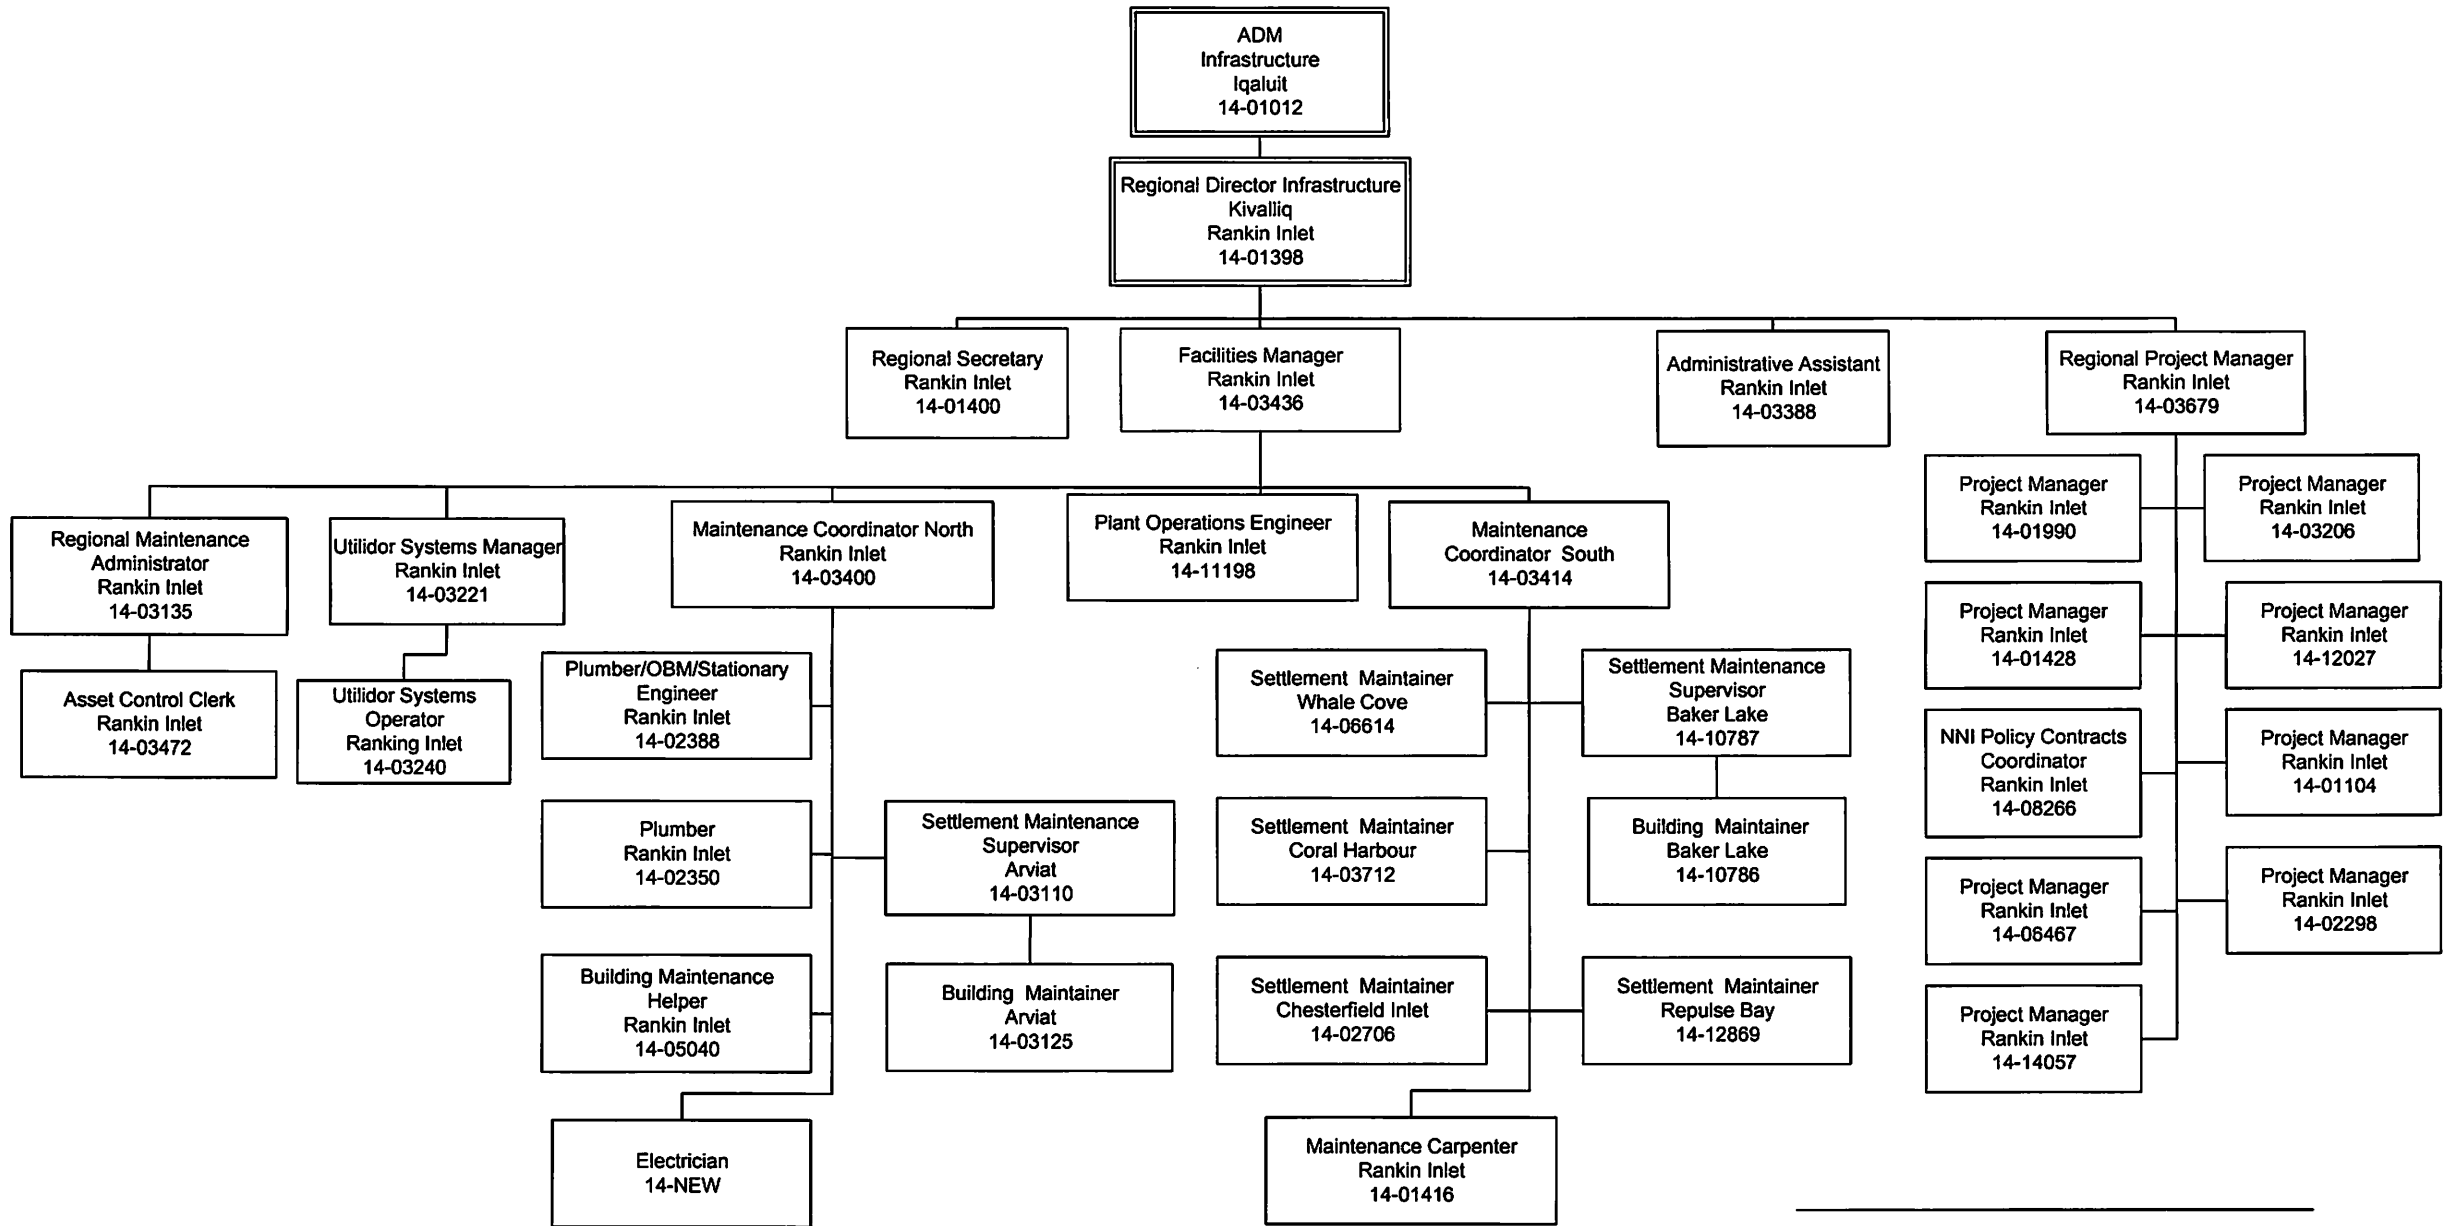 ADM
Infrastructure
Iqaluit
14-01012
Regional Director Infrastructure
Kivalliq
Rankin Inlet
14-01398
Regional Secretary
Rankin Inlet
14-01400
Facilities Manager
Rankin Inlet
14-03436
Administrative Assistant
Rankin Inlet
14-03388
Regional Project Manager
Rankin Inlet
14-03679
Regional Maintenance
Administrator
Rankin Inlet
14-03135
Utilidor Systems Manager
Rankin Inlet
14-03221
Maintenance Coordinator North
Rankin Inlet
14-03400
Plant Operations Engineer
Rankin Inlet
14-11198
Maintenance
Coordinator South
14-03414
Project Manager
Rankin Inlet
14-01990
Project Manager
Rankin Inlet
14-03206
Asset Control Clerk
Rankin Inlet
14-03472
Utilidor Systems
Operator
Ranking Inlet
14-03240
Plumber/OBM/Stationary
Engineer
Rankin Inlet
14-02388
Settlement Maintainer
Whale Cove
14-06614
Settlement Maintenance
Supervisor
Baker Lake
14-10787
Project Manager
Rankin Inlet
14-01428
Project Manager
Rankin Inlet
14-12027
Plumber
Rankin Inlet
14-02350
Settlement Maintenance
Supervisor
Arviat
14-03110
Settlement Maintainer
Coral Harbour
14-03712
Building Maintainer
Baker Lake
14-10786
NNI Policy Contracts
Coordinator
Rankin Inlet
14-08266
Project Manager
Rankin Inlet
14-01104
Project Manager
Rankin Inlet
14-06467
Project Manager
Rankin Inlet
14-02298
Building Maintenance
Helper
Rankin Inlet
14-05040
Building Maintainer
Arviat
14-03125
Settlement Maintainer
Chesterfield Inlet
14-02706
Settlement Maintainer
Repulse Bay
14-12869
Project Manager
Rankin Inlet
14-14057
Electrician
14-NEW
Maintenance Carpenter
Rankin Inlet
14-01416